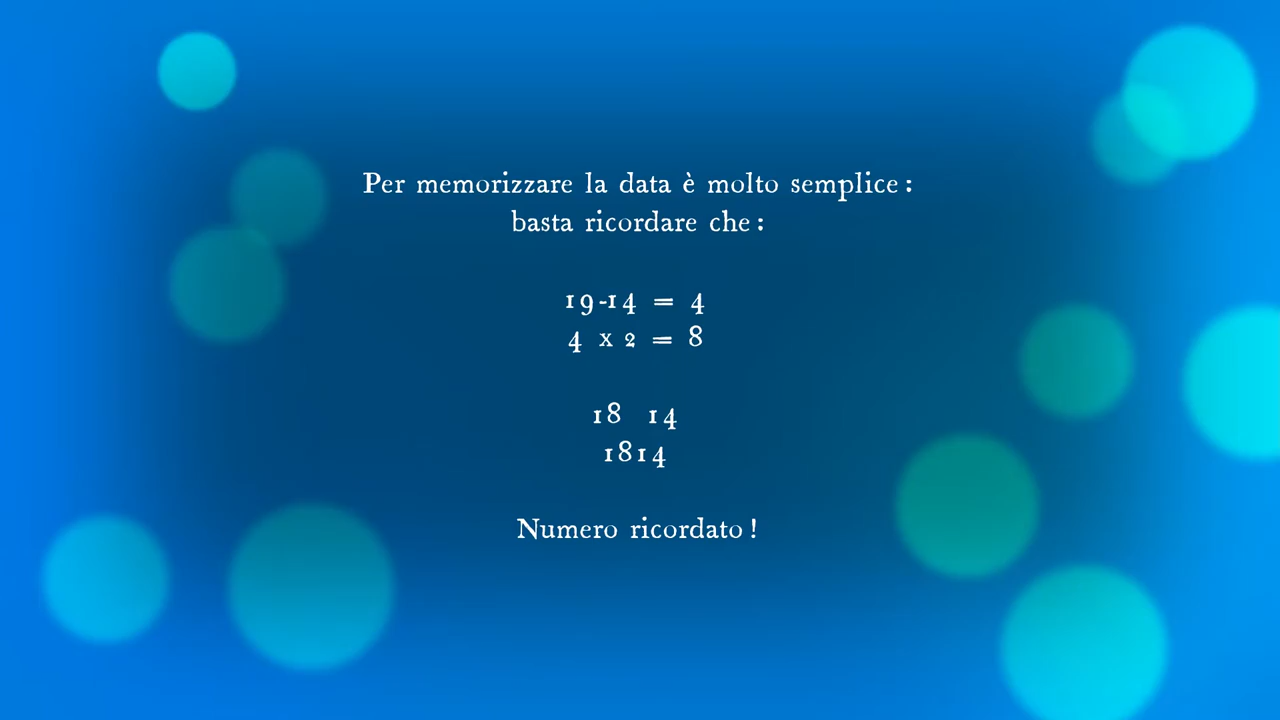 Per memorizzare la data è molto semplice:
basta ricordare che:
19-14 = 4
4 x 2 = 8
18 14
1814
Numero ricordato!